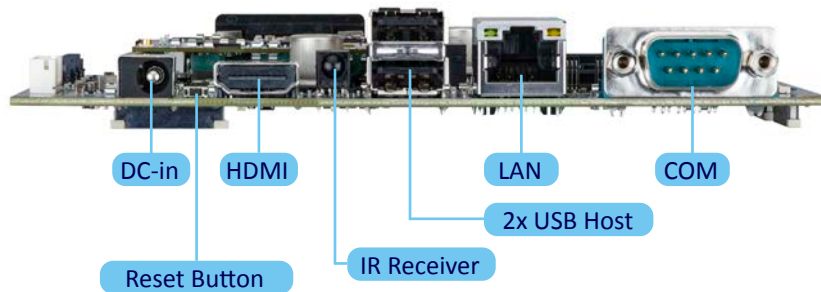 DC-in
HDMI
LAN
COM
2x USB Host
IR Receiver
Reset Button